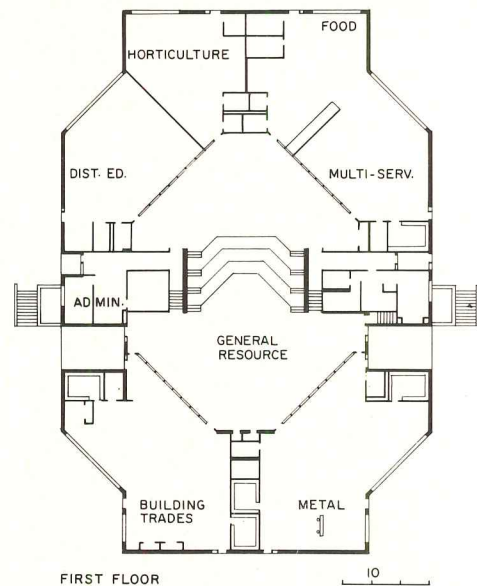 FOOD
HORTICULTURE
DIST. ED.
MULTI-SERV.
ADMIN.
GENERAL
RESOURCE
BUILDING
TRADES
METAL
FIRST FLOOR
10